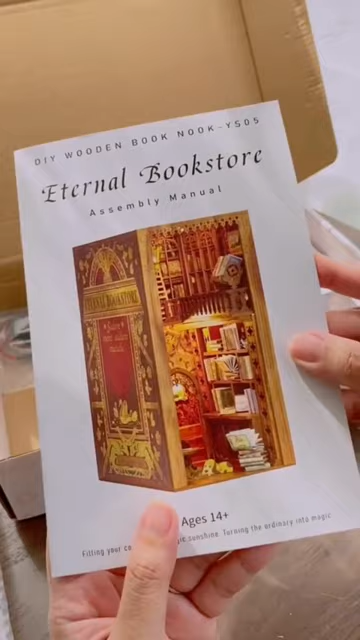 DIY WOODEN BOOK NOOK-YS05
Eternal Bookstore
Assembly Manual
ETERNAL BOOKSTORE
Ages 14+
Filling your sunshine. Turning the ordinary into magic